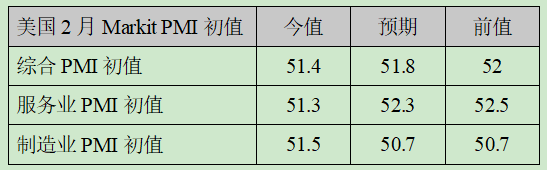 美国 2 月 Markit PMI 初值 今值 预期 前值
综合 PMI 初值 51.4 51.8 52
服务业 PMI 初值 51.3 52.3 52.5
制造业 PMI 初值 51.5 50.7 50.7